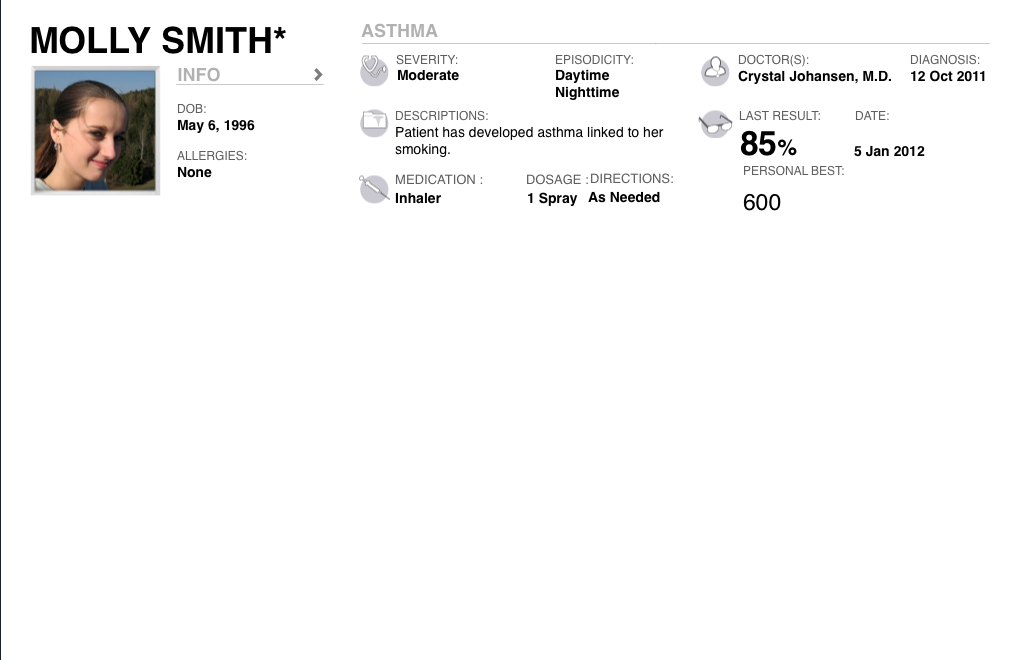 MOLLY SMITH*
INFO
DOB:
May 6, 1996
ALLERGIES:
None
ASTHMA
SEVERITY:
Moderate
EPISODICITY:
Daytime
Nighttime
DOCTOR(S):
Crystal Johansen, M.D.
DIAGNOSIS:
12 Oct 2011
DESCRIPTIONS:
Patient has developed asthma linked to her
smoking.
LAST RESULT:
85%
DATE:
5 Jan 2012
MEDICATION :
Inhaler
DOSAGE :
1 Spray
DIRECTIONS:
As Needed
PERSONAL BEST:
600